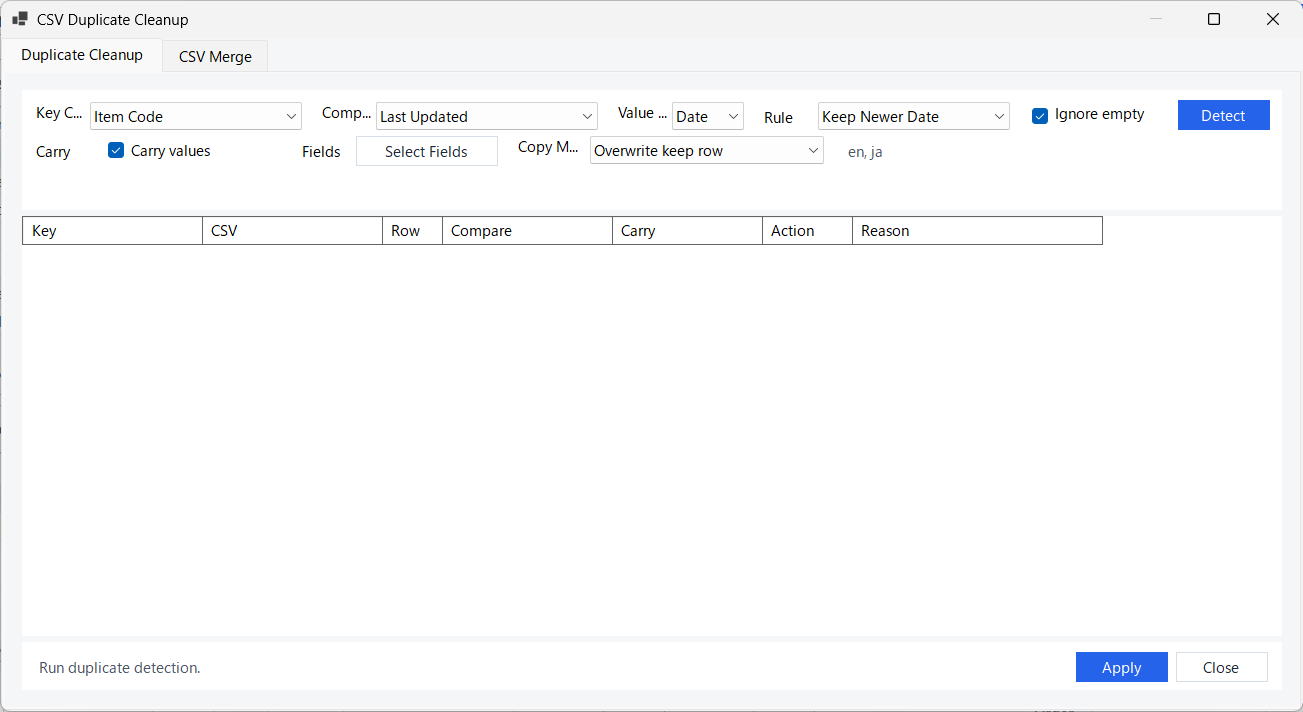 CSV Duplicate Cleanup
Duplicate Cleanup CSV Merge
Key C... Item Code Comp... Last Updated Value ... Date Rule Keep Newer Date Ignore empty Detect
Carry Carry values Fields Select Fields Copy M... Overwrite keep row en, ja
Key CSV Row Compare Carry Action Reason
Run duplicate detection. Apply Close